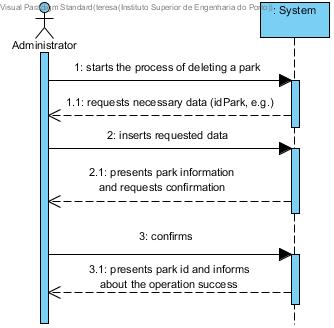 Visual Paradigm Standard(teresa(Instituto Superior de Engenharia do Porto))
: System
Administrator
1: starts the process of deleting a park
1.1: requests necessary data (idPark, e.g.)
2: inserts requested data
2.1: presents park information
and requests confirmation
3: confirms
3.1: presents park id and informs
about the operation success